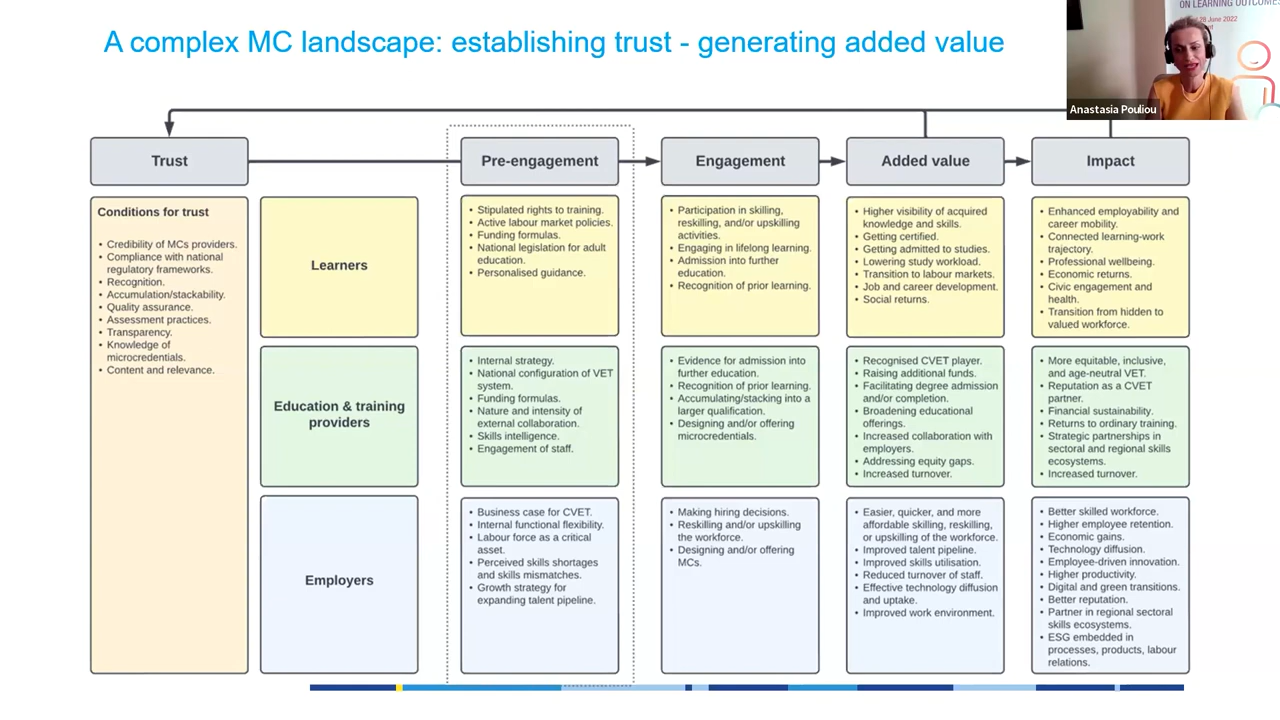 A complex MC landscape: establishing trust - generating added value
ON LEARNING OUTCOMES
28 June 2022
Anastasia Pouliou
Trust
Pre-engagement
Engagement
Added value
Impact
Conditions for trust
• Credibility of MCs providers.
• Compliance with national
regulatory frameworks.
• Recognition.
• Accumulation/stackability.
• Quality assurance.
• Assessment practices.
• Transparency.
• Knowledge of
microcredentials.
• Content and relevance.
Learners
• Stipulated rights to training.
• Active labour market policies.
• Funding formulas.
• National legislation for adult
education.
• Personalised guidance.
• Participation in skilling,
reskilling, and/or upskilling
activities.
• Engaging in lifelong learning.
• Admission into further
education.
• Recognition of prior learning.
• Higher visibility of acquired
knowledge and skills.
• Getting certified.
• Getting admitted to studies.
• Lowering study workload.
• Transition to labour markets.
• Job and career development.
• Social returns.
• Enhanced employability and
career mobility.
• Connected learning-work
trajectory.
• Professional wellbeing.
• Economic returns.
• Civic engagement and
health.
• Transition from hidden to
valued workforce.
Education & training
providers
• Internal strategy.
• National configuration of VET
system.
• Funding formulas.
• Nature and intensity of
external collaboration.
• Skills intelligence.
• Engagement of staff.
• Evidence for admission into
further education.
• Recognition of prior learning.
• Accumulating/stacking into a
larger qualification.
• Designing and/or offering
microcredentials.
• Recognised CVET player.
• Raising additional funds.
• Facilitating degree admission
and/or completion.
• Broadening educational
offerings.
• Increased collaboration with
employers.
• Addressing equity gaps.
• Increased turnover.
• More equitable, inclusive,
and age-neutral VET.
• Reputation as a CVET
partner.
• Financial sustainability.
• Returns to ordinary training.
• Strategic partnerships in
sectoral and regional skills
ecosystems.
• Increased turnover.
Employers
• Business case for CVET.
• Internal functional flexibility.
• Labour force as a critical
asset.
• Perceived skills shortages
and skills mismatches.
• Growth strategy for
expanding talent pipeline.
• Making hiring decisions.
• Reskilling and/or upskilling
the workforce.
• Designing and/or offering
MCs.
• Easier, quicker, and more
affordable skilling, reskilling,
or upskilling of the workforce.
• Improved talent pipeline.
• Improved skills utilisation.
• Reduced turnover of staff.
• Effective technology diffusion
and uptake.
• Improved work environment.
• Better skilled workforce.
• Higher employee retention.
• Economic gains.
• Technology diffusion.
• Employee-driven innovation.
• Higher productivity.
• Digital and green transitions.
• Better reputation.
• Partner in regional sectoral
skills ecosystems.
• ESG embedded in
processes, products, labour
relations.